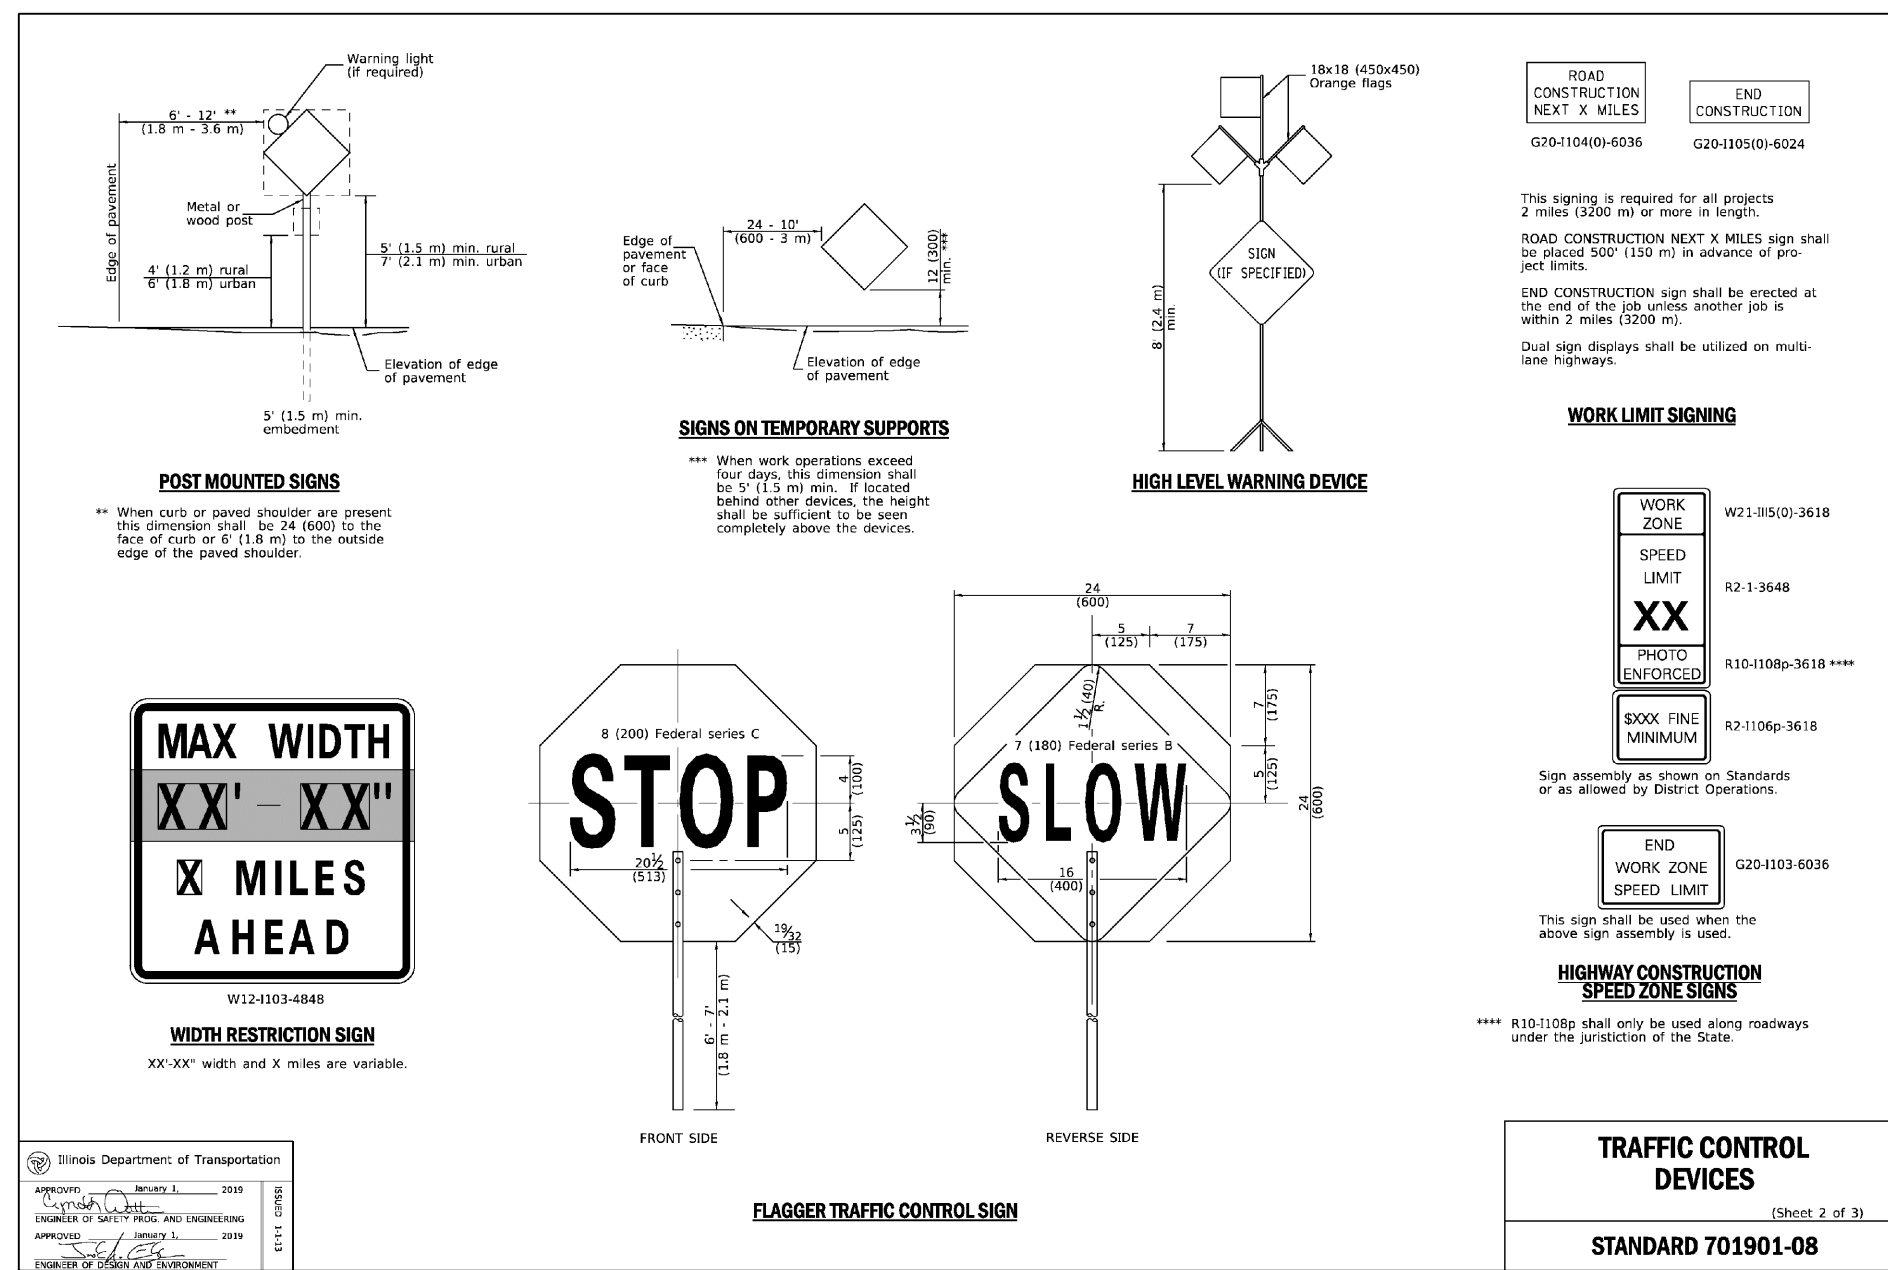 Warning light
(if required)
6' - 12' **
(1.8 m - 3.6 m)
Edge of pavement
Metal or
wood post
5' (1.5 m) min. rural
7' (2.1 m) min. urban
4' (1.2 m) rural
6' (1.8 m) urban
Elevation of edge
of pavement
5' (1.5 m) min.
embedment
POST MOUNTED SIGNS
** When curb or paved shoulder are present
this dimension shall be 24 (600) to the
face of curb or 6' (1.8 m) to the outside
edge of the paved shoulder.
24 - 10'
(600 - 3 m)
Edge of
pavement
or face
of curb
12 (300)
min. ***
Elevation of edge
of pavement
SIGNS ON TEMPORARY SUPPORTS
*** When work operations exceed
four days, this dimension shall
be 5' (1.5 m) min. If located
behind other devices, the height
shall be sufficient to be seen
completely above the devices.
18x18 (450x450)
Orange flags
SIGN
(IF SPECIFIED)
8' (2.4 m)
min.
HIGH LEVEL WARNING DEVICE
ROAD
CONSTRUCTION
NEXT X MILES
G20-I104(0)-6036
END
CONSTRUCTION
G20-I105(0)-6024
This signing is required for all projects
2 miles (3200 m) or more in length.
ROAD CONSTRUCTION NEXT X MILES sign shall
be placed 500' (150 m) in advance of pro-
ject limits.
END CONSTRUCTION sign shall be erected at
the end of the job unless another job is
within 2 miles (3200 m).
Dual sign displays shall be utilized on multi-
lane highways.
WORK LIMIT SIGNING
MAX WIDTH
XX' - XX"
X MILES
AHEAD
W12-I103-4848
WIDTH RESTRICTION SIGN
XX'-XX" width and X miles are variable.
8 (200) Federal series C
STOP
4
(100)
5
(125)
20 1/2
(513)
19/32
(15)
6' - 7'
(1.8 m - 2.1 m)
FRONT SIDE
24
(600)
5
(125)
7
(175)
1 1/2 (40)
R.
7 (180) Federal series B
SLOW
3 1/2
(90)
16
(400)
7
(175)
5
(125)
24
(600)
REVERSE SIDE
FLAGGER TRAFFIC CONTROL SIGN
WORK
ZONE
W21-III5(0)-3618
SPEED
LIMIT
XX
R2-1-3648
PHOTO
ENFORCED
R10-I108p-3618 ****
$XXX FINE
MINIMUM
R2-I106p-3618
Sign assembly as shown on Standards
or as allowed by District Operations.
END
WORK ZONE
SPEED LIMIT
G20-I103-6036
This sign shall be used when the
above sign assembly is used.
HIGHWAY CONSTRUCTION
SPEED ZONE SIGNS
**** R10-I108p shall only be used along roadways
under the juristiction of the State.
Illinois Department of Transportation
APPROVED January 1, 2019
ENGINEER OF SAFETY PROG. AND ENGINEERING
APPROVED January 1, 2019
ENGINEER OF DESIGN AND ENVIRONMENT
ISSUED 1-1-13
TRAFFIC CONTROL
DEVICES
(Sheet 2 of 3)
STANDARD 701901-08